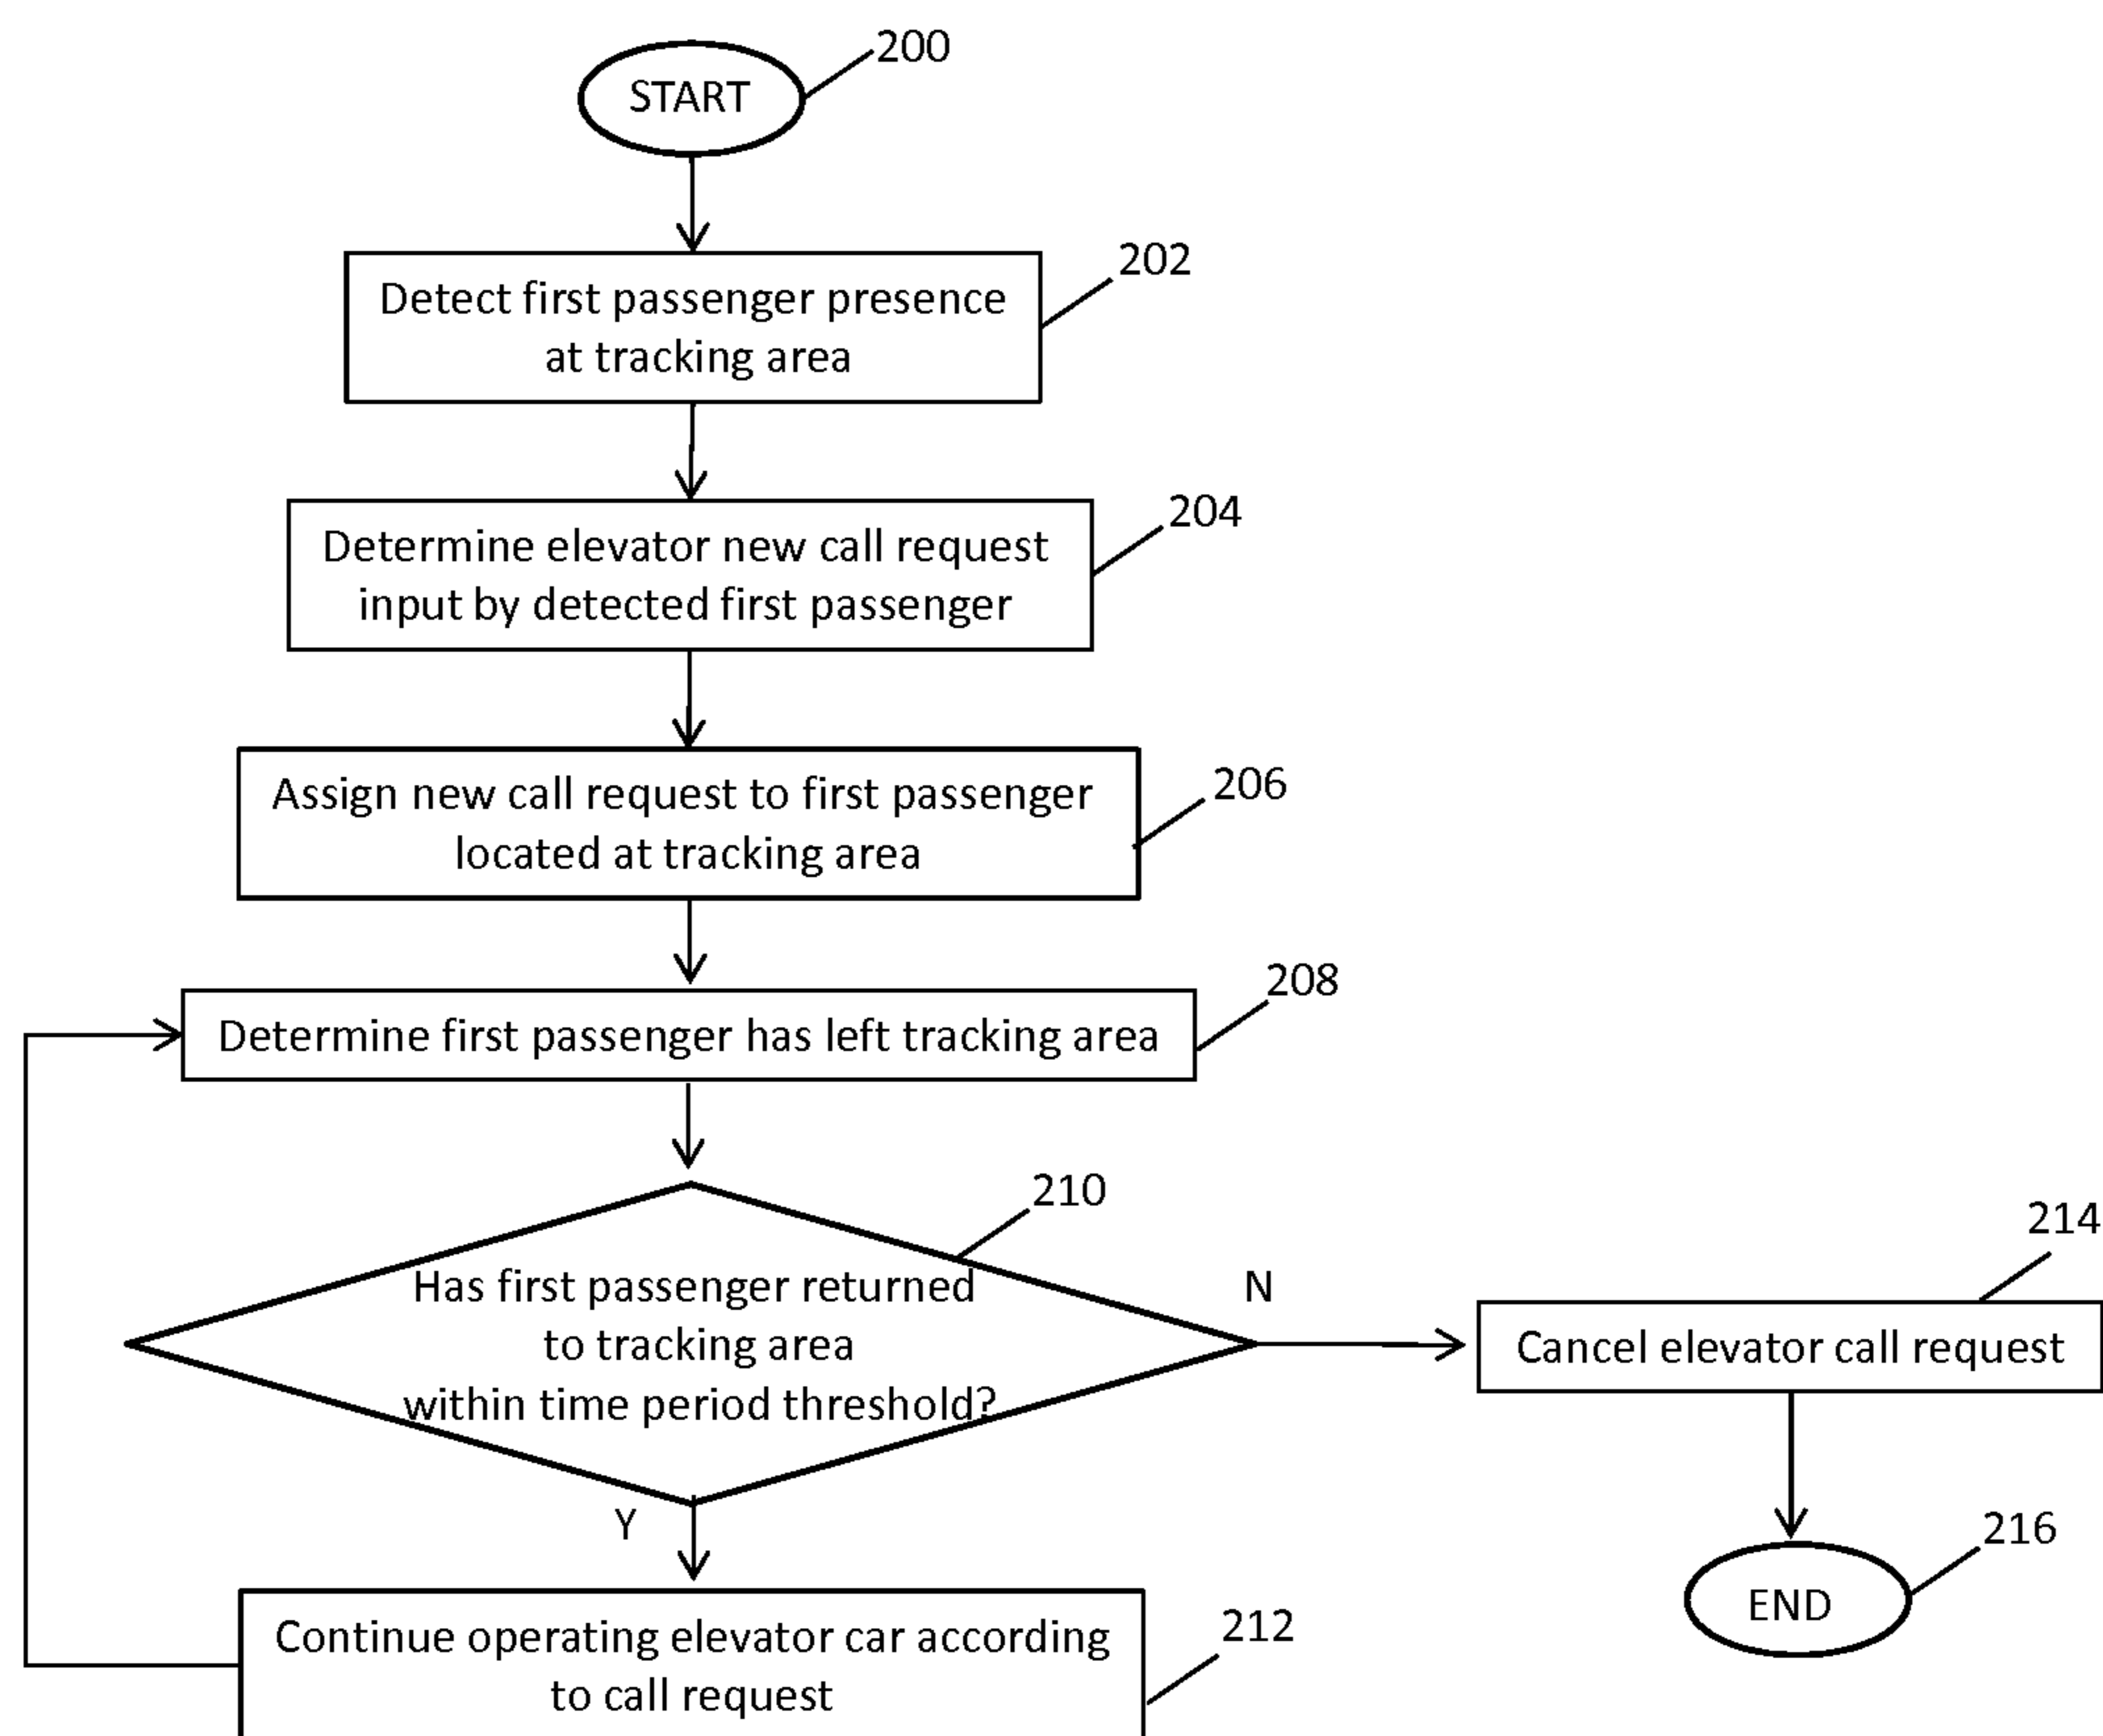 200
START
202
Detect first passenger presence
at tracking area
204
Determine elevator new call request
input by detected first passenger
206
Assign new call request to first passenger
located at tracking area
208
Determine first passenger has left tracking area
210
Has first passenger returned
to tracking area
within time period threshold?
N
214
Cancel elevator call request
Y
216
END
212
Continue operating elevator car according
to call request